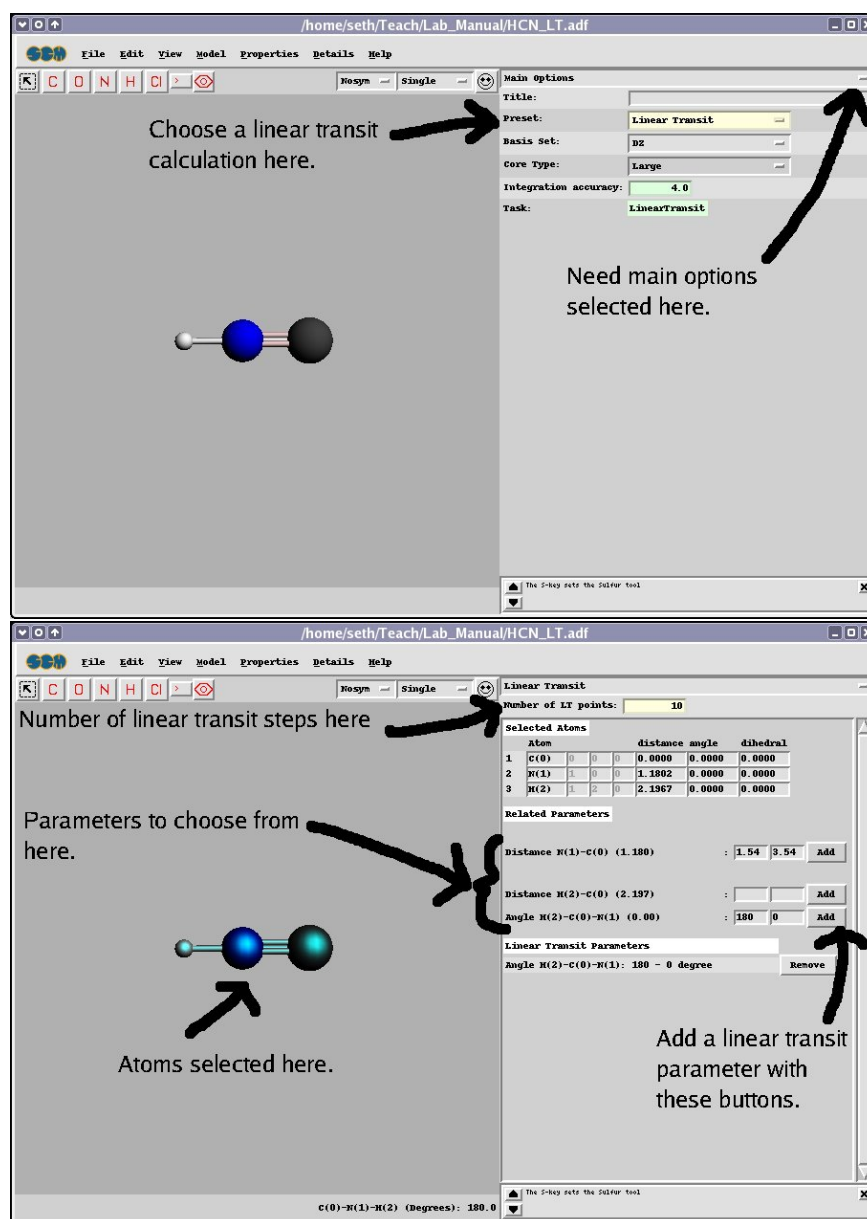 /home/seth/Teach/Lab_Manual/HCN_LT.adf
SCM File Edit View Model Properties Details Help
C O N H Cl > Nosym Single
Main Options
Title:
Choose a linear transit
calculation here.
Preset: Linear Transit
Basis Set: DZ
Core Type: Large
Integration accuracy: 4.0
Task: LinearTransit
Need main options
selected here.
The S-key sets the Sulfur tool
/home/seth/Teach/Lab_Manual/HCN_LT.adf
SCM File Edit View Model Properties Details Help
C O N H Cl > Nosym Single
Linear Transit
Number of linear transit steps here
Number of LT points: 10
Selected Atoms
Atom distance angle dihedral
1 C(0) 0 0 0 0.0000 0.0000 0.0000
2 N(1) 1 0 0 1.1802 0.0000 0.0000
3 H(2) 1 2 0 2.1967 0.0000 0.0000
Related Parameters
Parameters to choose from
here.
Distance N(1)-C(0) (1.180) : 1.54 3.54 Add
Distance H(2)-C(0) (2.197) : Add
Angle H(2)-C(0)-N(1) (0.00) : 180 0 Add
Linear Transit Parameters
Angle H(2)-C(0)-N(1): 180 - 0 degree Remove
Atoms selected here.
Add a linear transit
parameter with
these buttons.
The S-key sets the Sulfur tool
C(0)-N(1)-H(2) (Degrees): 180.0